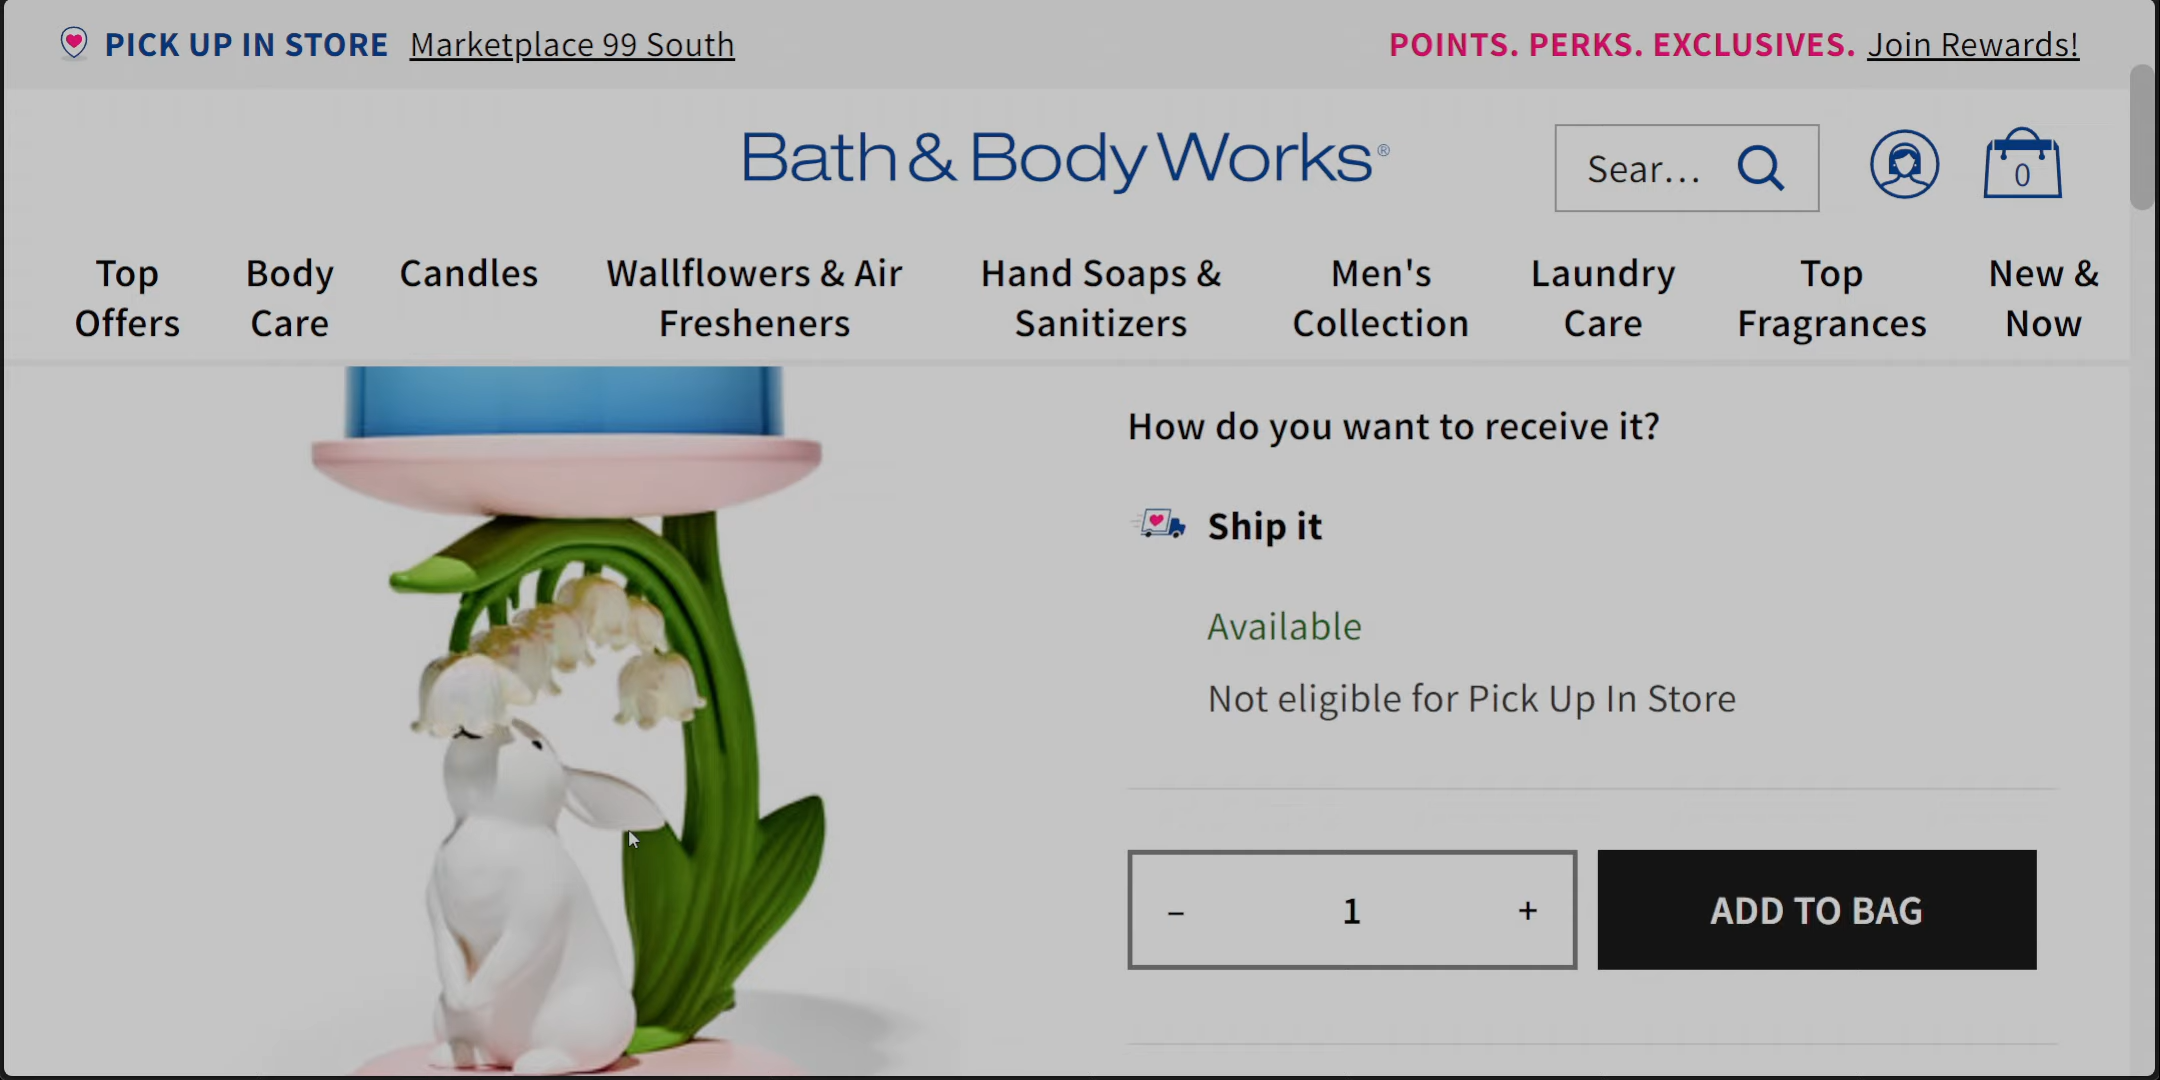 PICK UP IN STORE Marketplace 99 South
POINTS. PERKS. EXCLUSIVES. Join Rewards!
Bath & Body Works®
Sear...
0
Top Offers
Body Care
Candles
Wallflowers & Air Fresheners
Hand Soaps & Sanitizers
Men's Collection
Laundry Care
Top Fragrances
New & Now
How do you want to receive it?
Ship it
Available
Not eligible for Pick Up In Store
– 1 +
ADD TO BAG